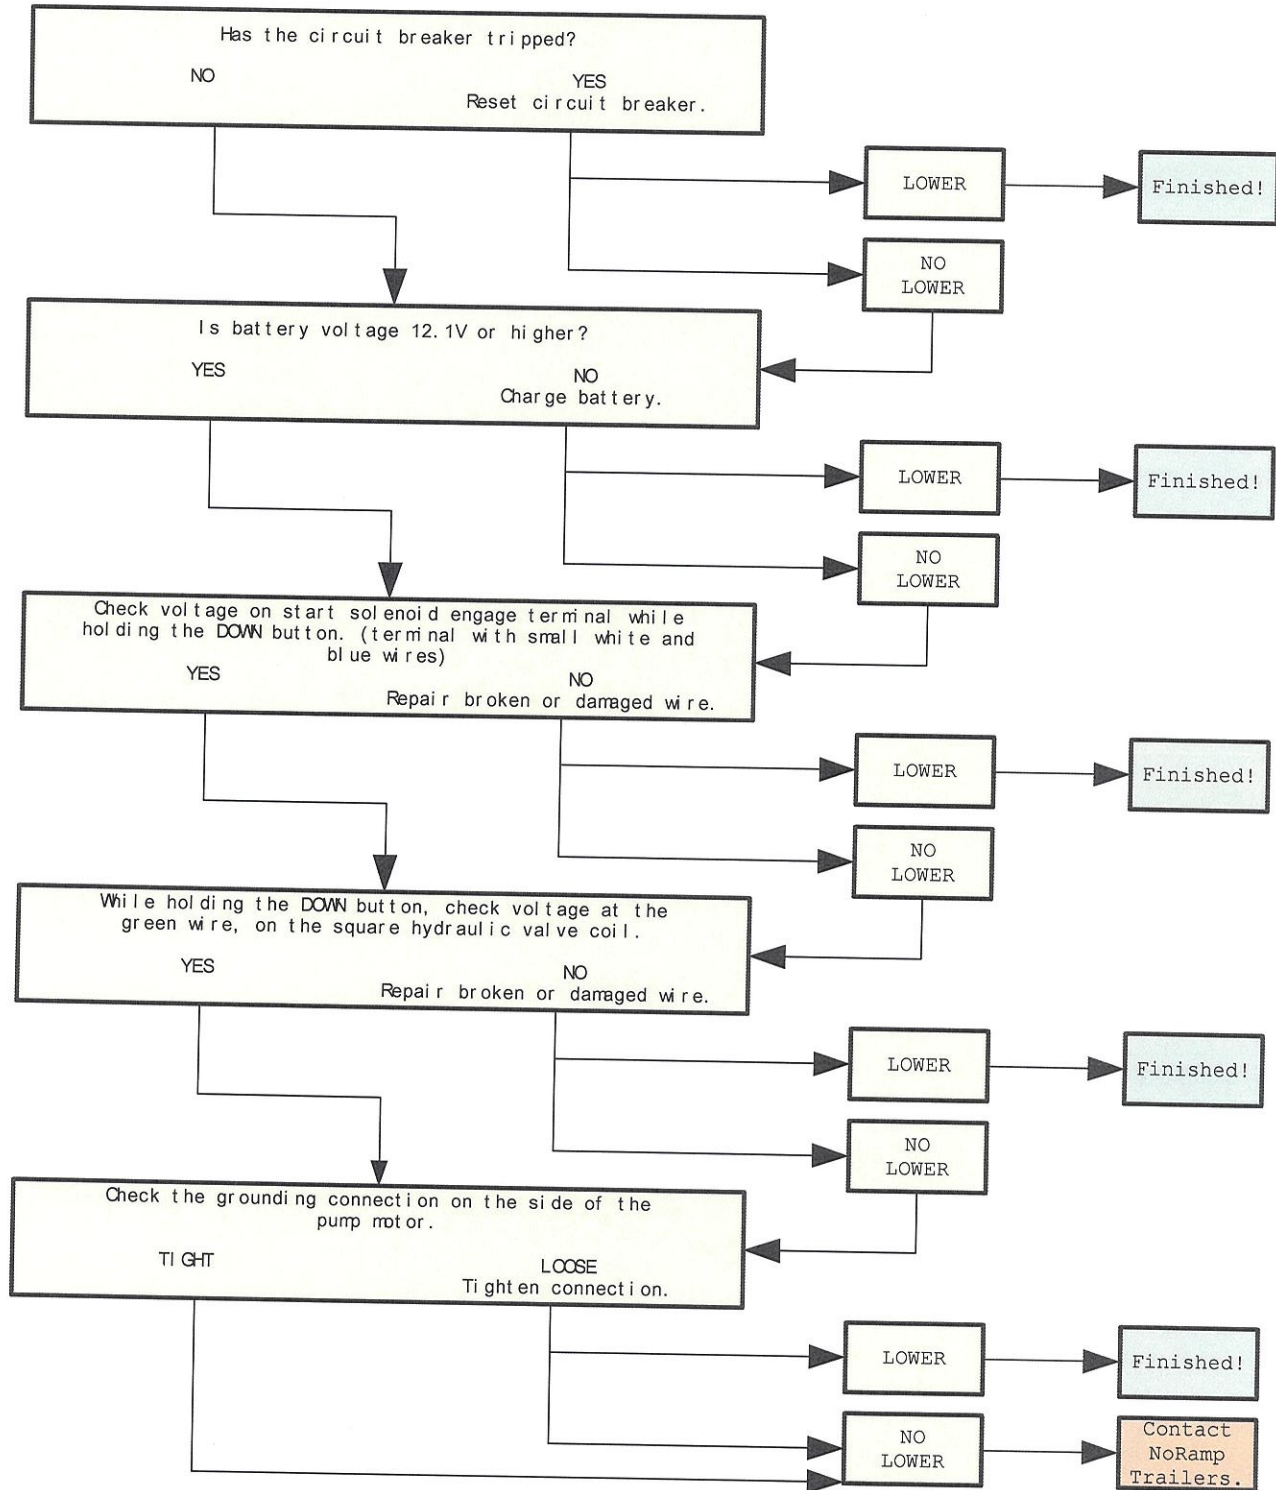 Has the circuit breaker tripped?
NO
YES
Reset circuit breaker.
LOWER
Finished!
NO
LOWER
Is battery voltage 12.1V or higher?
YES
NO
Charge battery.
LOWER
Finished!
NO
LOWER
Check voltage on start solenoid engage terminal while
holding the DOWN button. (terminal with small white and
blue wires)
YES
NO
Repair broken or damaged wire.
LOWER
Finished!
NO
LOWER
While holding the DOWN button, check voltage at the
green wire, on the square hydraulic valve coil.
YES
NO
Repair broken or damaged wire.
LOWER
Finished!
NO
LOWER
Check the grounding connection on the side of the
pump motor.
TIGHT
LOOSE
Tighten connection.
LOWER
Finished!
NO
LOWER
Contact
NoRamp
Trailers.